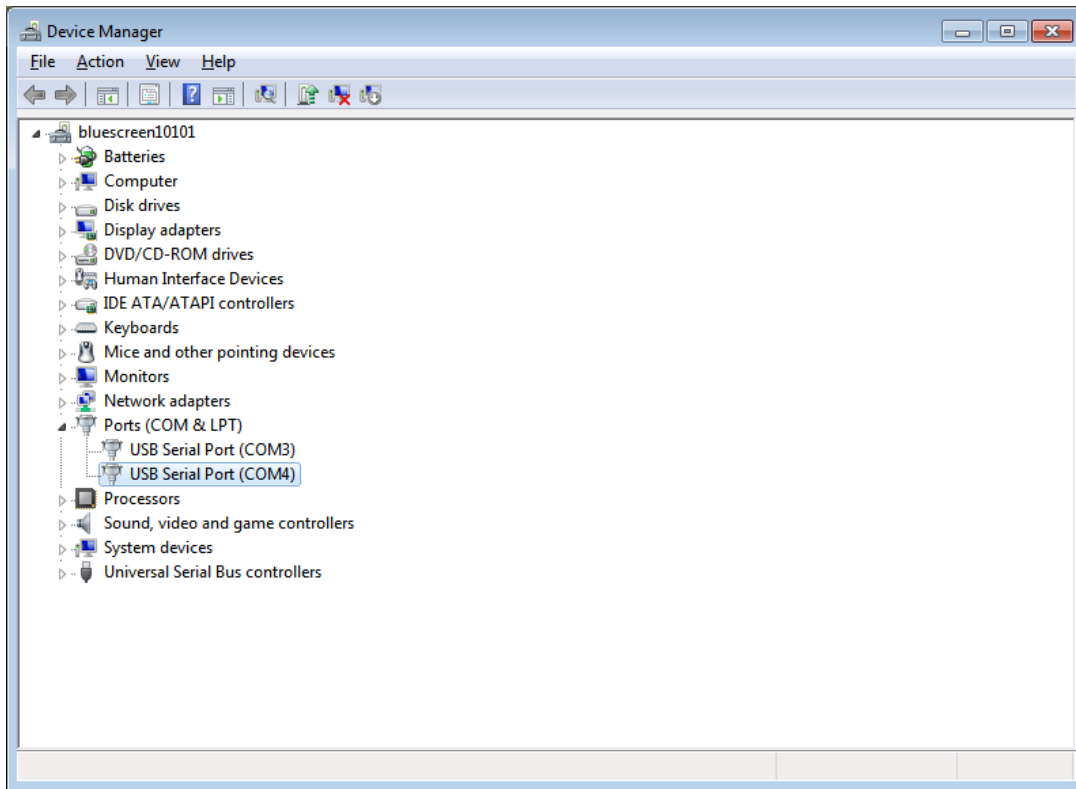 Device Manager
File Action View Help
bluescreen10101
Batteries
Computer
Disk drives
Display adapters
DVD/CD-ROM drives
Human Interface Devices
IDE ATA/ATAPI controllers
Keyboards
Mice and other pointing devices
Monitors
Network adapters
Ports (COM & LPT)
USB Serial Port (COM3)
USB Serial Port (COM4)
Processors
Sound, video and game controllers
System devices
Universal Serial Bus controllers